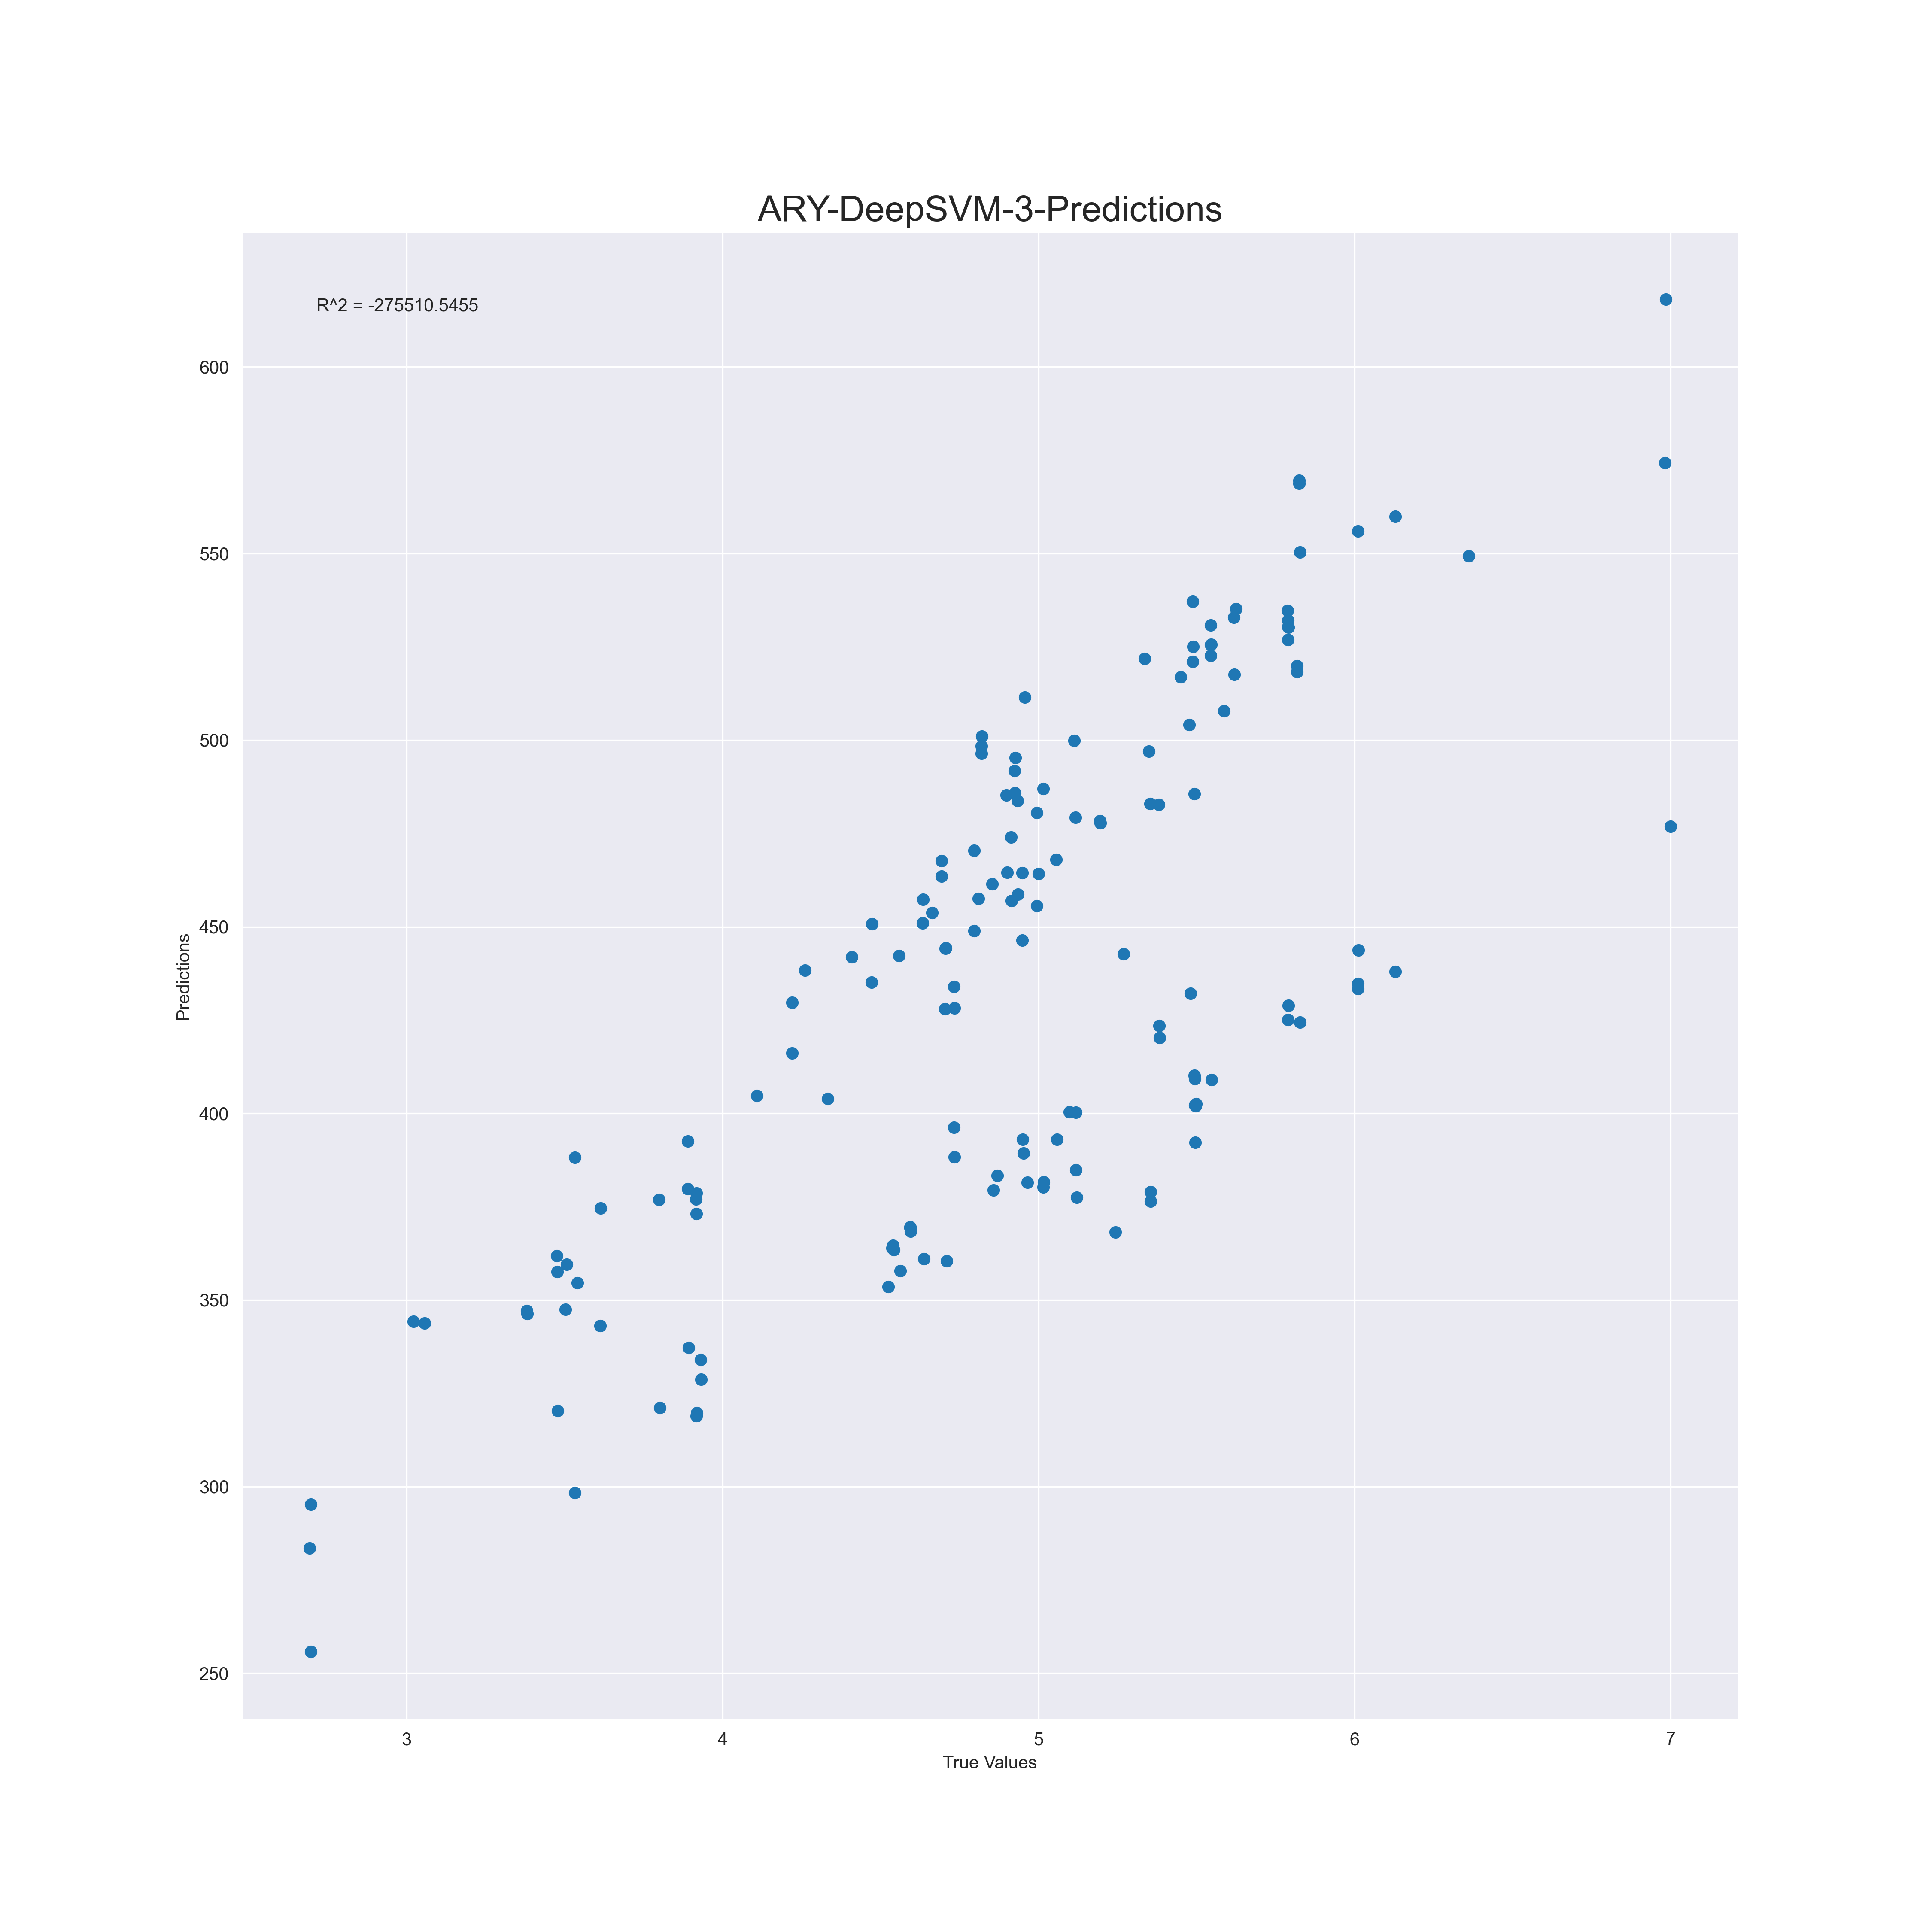 ARY-DeepSVM-3-Predictions
R^2 = -275510.5455
600
550
500
450
400
350
300
250
Predictions
3 4 5 6 7
True Values